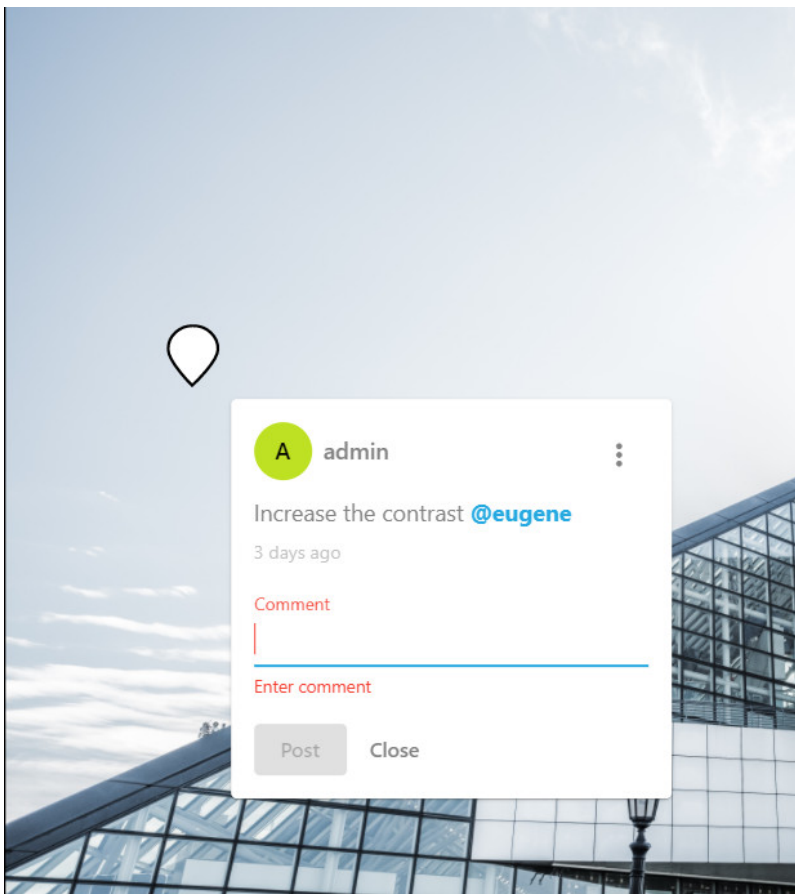 A admin
Increase the contrast @eugene
3 days ago
Comment
Enter comment
Post Close